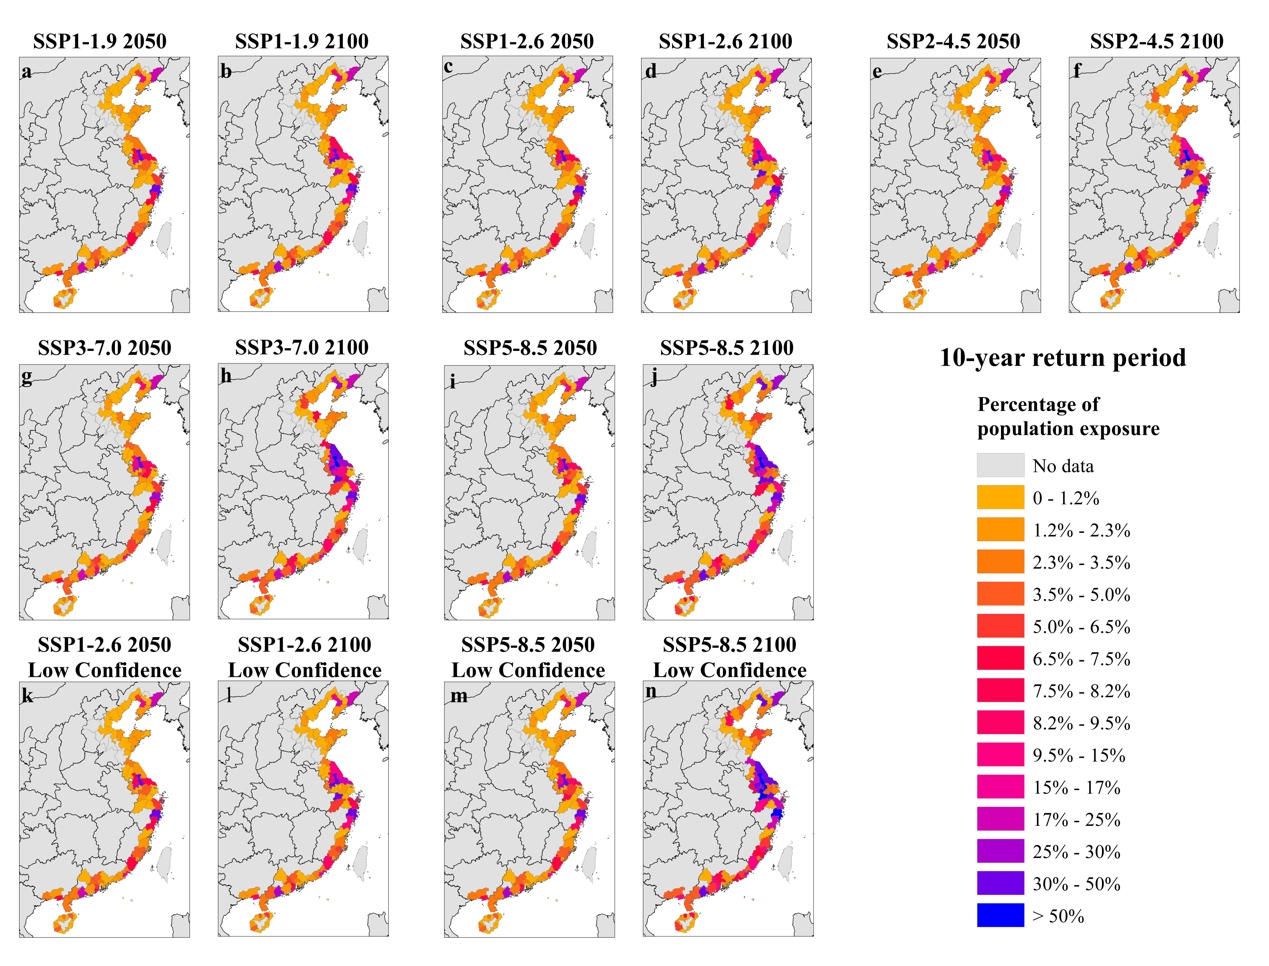 SSP1-1.9 2050
SSP1-1.9 2100
SSP1-2.6 2050
SSP1-2.6 2100
SSP2-4.5 2050
SSP2-4.5 2100
a
b
c
d
e
f
SSP3-7.0 2050
SSP3-7.0 2100
SSP5-8.5 2050
SSP5-8.5 2100
g
h
i
j
SSP1-2.6 2050
Low Confidence
SSP1-2.6 2100
Low Confidence
SSP5-8.5 2050
Low Confidence
SSP5-8.5 2100
Low Confidence
k
l
m
n
10-year return period
Percentage of
population exposure
No data
0 - 1.2%
1.2% - 2.3%
2.3% - 3.5%
3.5% - 5.0%
5.0% - 6.5%
6.5% - 7.5%
7.5% - 8.2%
8.2% - 9.5%
9.5% - 15%
15% - 17%
17% - 25%
25% - 30%
30% - 50%
> 50%